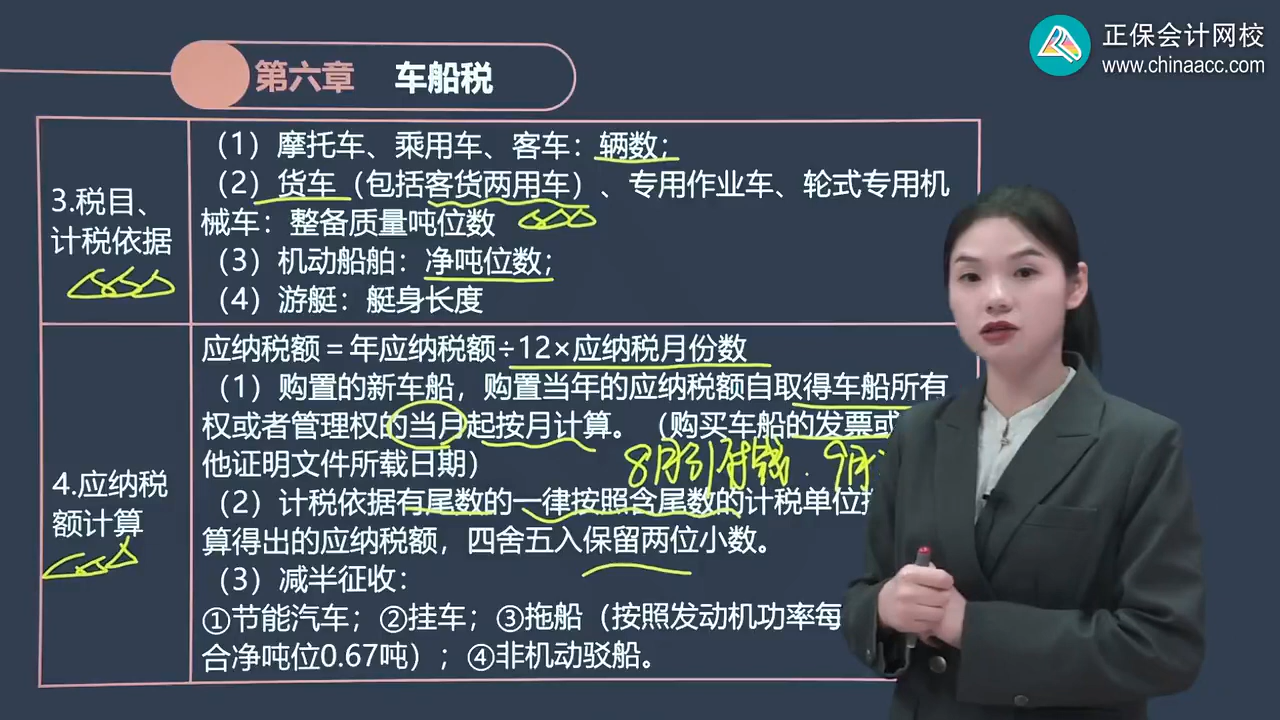 正保会计网校
www.chinaacc.com
第六章 车船税
3.税目、
计税依据
（1）摩托车、乘用车、客车：辆数；
（2）货车（包括客货两用车）、专用作业车、轮式专用机
械车：整备质量吨位数
（3）机动船舶：净吨位数；
（4）游艇：艇身长度
4.应纳税
额计算
应纳税额＝年应纳税额÷12×应纳税月份数
（1）购置的新车船，购置当年的应纳税额自取得车船所有
权或者管理权的当月起按月计算。（购买车船的发票或
他证明文件所载日期）
8月 付钱 . 9月
（2）计税依据有尾数的一律按照含尾数的计税单位
算得出的应纳税额，四舍五入保留两位小数。
（3）减半征收：
①节能汽车；②挂车；③拖船（按照发动机功率每
合净吨位0.67吨）；④非机动驳船。